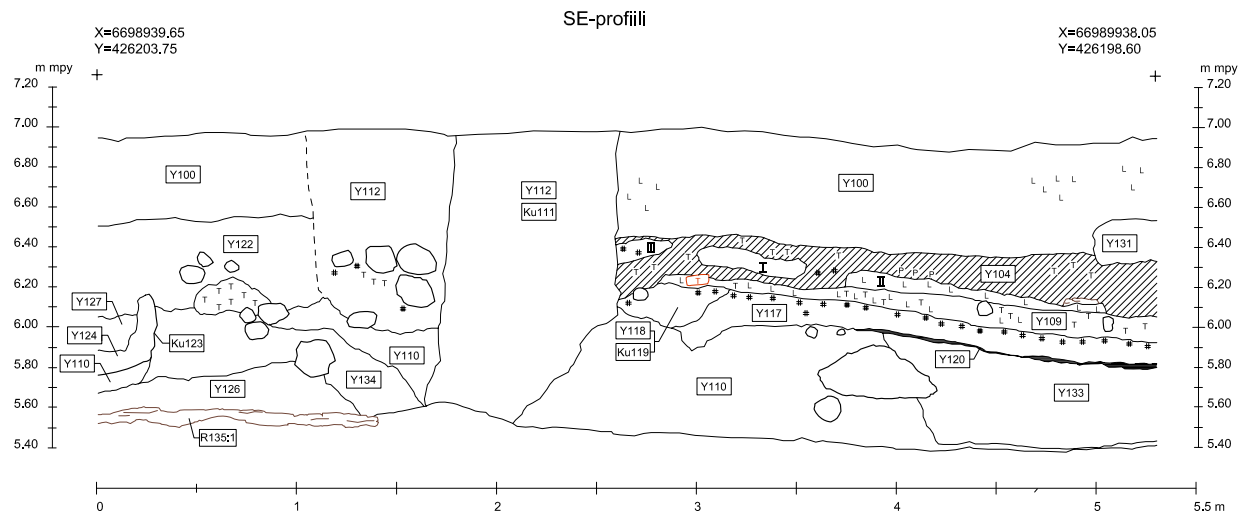 SE-profiili
X=6698939.65
Y=426203.75
X=66989938.05
Y=426198.60
m mpy
m mpy
7.20
7.20
7.00
7.00
6.80
6.80
6.60
6.60
6.40
6.40
6.20
6.20
6.00
6.00
5.80
5.80
5.60
5.60
5.40
5.40
Y100
Y112
Y112
Ku111
Y100
Y122
Y131
III
I
II
Y104
Y127
Y124
Y110
Ku123
Y110
Y118
Ku119
Y117
Y109
Y120
Y126
Y134
Y110
Y133
R135:1
0
1
2
3
4
5
5.5 m